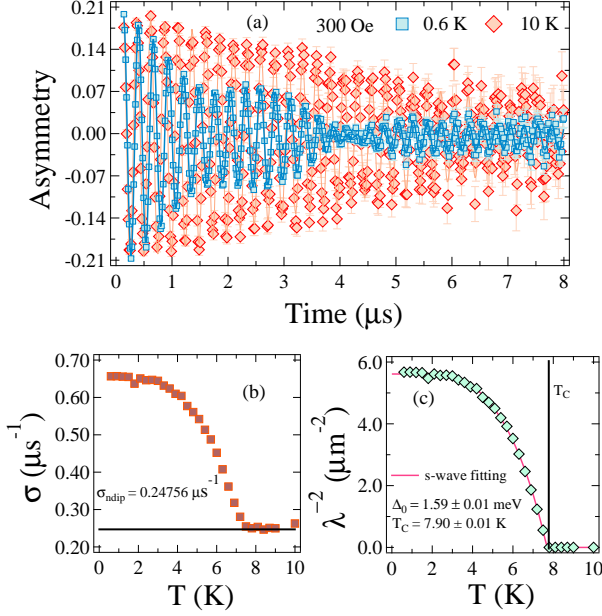 0.21
0.14
0.07
0.00
-0.07
-0.14
-0.21
Asymmetry
(a) 300 Oe 0.6 K 10 K
0 1 2 3 4 5 6 7 8
Time (μs)
0.70
0.60
0.50
0.40
0.30
0.20
σ (μs⁻¹)
(b)
σndip = 0.24756 μs⁻¹
0 2 4 6 8 10
T (K)
6.0
4.0
2.0
0.0
λ⁻² (μm⁻²)
(c)
TC
s-wave fitting
Δ0 = 1.59 ± 0.01 meV
TC = 7.90 ± 0.01 K
0 2 4 6 8 10
T (K)